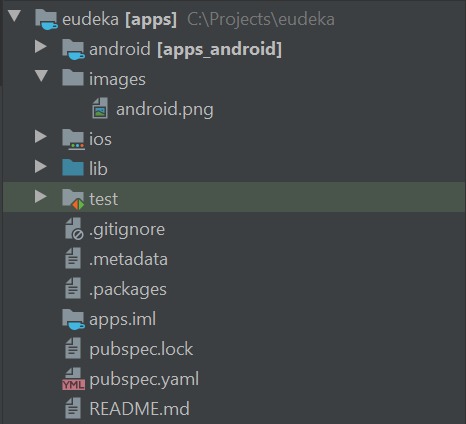 eudeka [apps] C:\Projects\eudeka
android [apps_android]
images
android.png
ios
lib
test
.gitignore
.metadata
.packages
apps.iml
pubspec.lock
YML pubspec.yaml
README.md